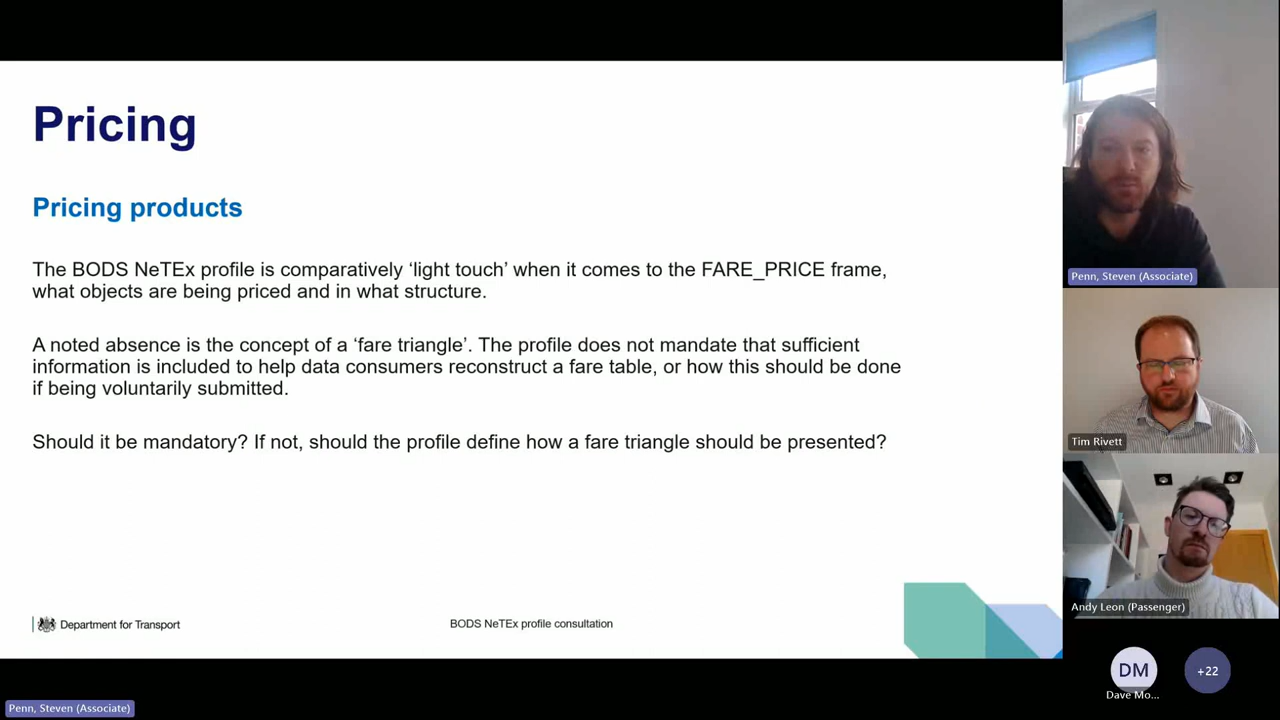 Pricing
Pricing products
The BODS NeTEx profile is comparatively ‘light touch’ when it comes to the FARE_PRICE frame,
what objects are being priced and in what structure.
A noted absence is the concept of a ‘fare triangle’. The profile does not mandate that sufficient
information is included to help data consumers reconstruct a fare table, or how this should be done
if being voluntarily submitted.
Should it be mandatory? If not, should the profile define how a fare triangle should be presented?
Department for Transport
BODS NeTEx profile consultation
Penn, Steven (Associate)
Tim Rivett
Andy Leon (Passenger)
DM
Dave Mo...
+22
Penn, Steven (Associate)